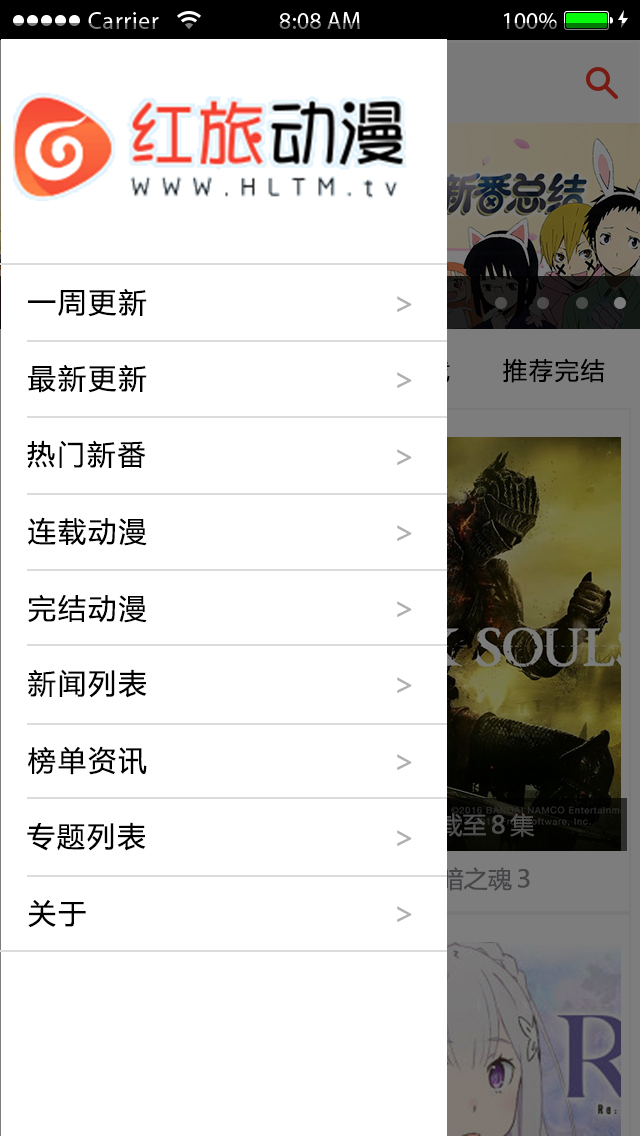 Carrier 8:08 AM 100%
红旅动漫
WWW.HLTM.tv
一周更新 >
最新更新 >
热门新番 >
连载动漫 >
完结动漫 >
新闻列表 >
榜单资讯 >
专题列表 >
关于 >
新番总结
推荐完结
K SOULS
©2016 BANDAI NAMCO Entertainm
software, Inc.
截至8集
暗之魂 3
R
Re: